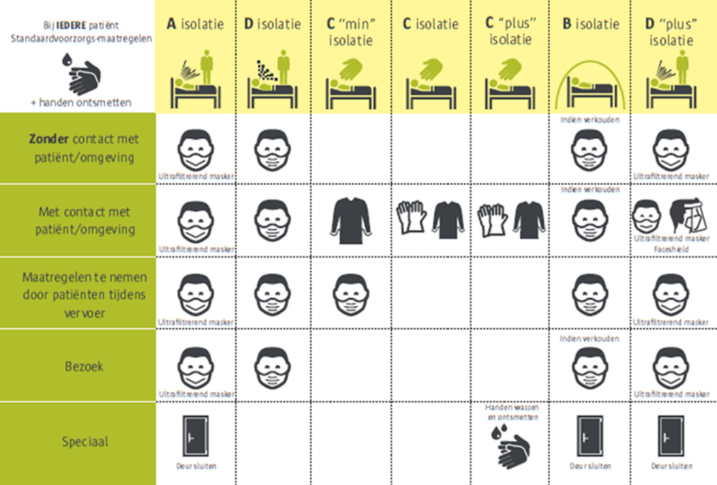 Bij IEDERE patiënt
Standaardvoorzorgs-maatregelen
+ handen ontsmetten
A isolatie
D isolatie
C “min”
isolatie
C isolatie
C “plus”
isolatie
B isolatie
D “plus”
isolatie
Zonder contact met
patiënt/omgeving
Ultrafiltrerend masker
Indien verkouden
Ultrafiltrerend masker
Met contact met
patiënt/omgeving
Ultrafiltrerend masker
Indien verkouden
Ultrafiltrerend masker
Faceshield
Maatregelen te nemen
door patiënten tijdens
vervoer
Ultrafiltrerend masker
Ultrafiltrerend masker
Bezoek
Ultrafiltrerend masker
Indien verkouden
Ultrafiltrerend masker
Speciaal
Deur sluiten
Handen wassen
en ontsmetten
Deur sluiten
Deur sluiten